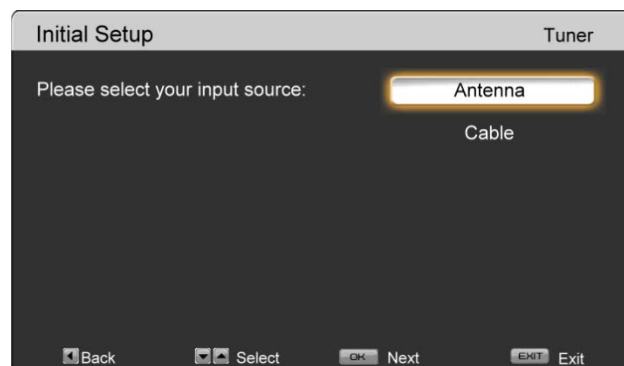 Initial Setup Tuner
Please select your input source: Antenna
Cable
Back Select OK Next EXIT Exit